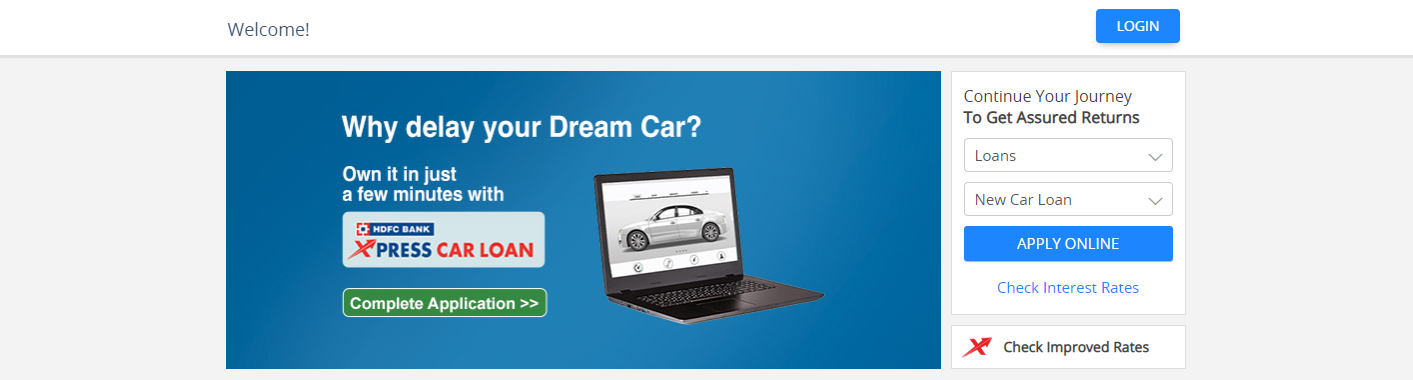 Welcome!
LOGIN
Why delay your Dream Car?
Own it in just
a few minutes with
HDFC BANK
XPRESS CAR LOAN
Complete Application >>
Continue Your Journey
To Get Assured Returns
Loans
New Car Loan
APPLY ONLINE
Check Interest Rates
Check Improved Rates